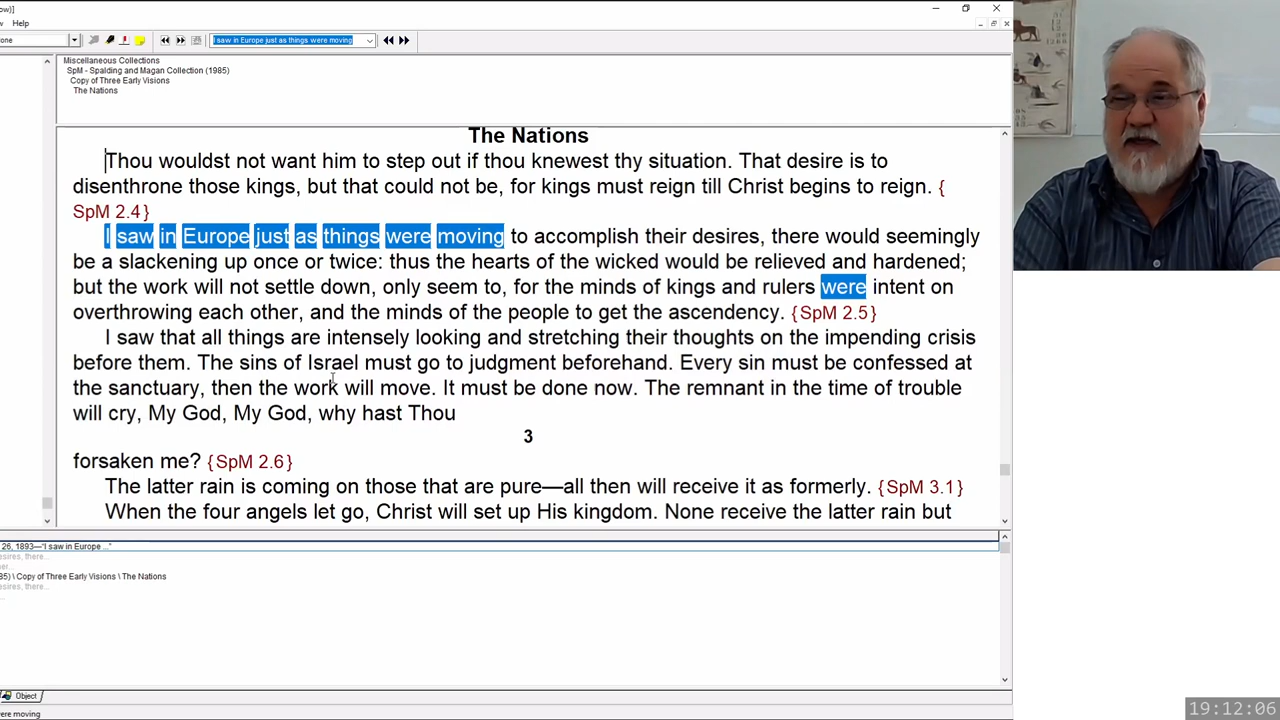 ow)]
w Help
one
I saw in Europe just as things were moving
Miscellaneous Collections
SpM - Spalding and Magan Collection (1985)
Copy of Three Early Visions
The Nations
The Nations
Thou wouldst not want him to step out if thou knewest thy situation. That desire is to
disenthrone those kings, but that could not be, for kings must reign till Christ begins to reign. {
SpM 2.4}
I saw in Europe just as things were moving to accomplish their desires, there would seemingly
be a slackening up once or twice: thus the hearts of the wicked would be relieved and hardened;
but the work will not settle down, only seem to, for the minds of kings and rulers were intent on
overthrowing each other, and the minds of the people to get the ascendency. {SpM 2.5}
I saw that all things are intensely looking and stretching their thoughts on the impending crisis
before them. The sins of Israel must go to judgment beforehand. Every sin must be confessed at
the sanctuary, then the work will move. It must be done now. The remnant in the time of trouble
will cry, My God, My God, why hast Thou
3
forsaken me? {SpM 2.6}
The latter rain is coming on those that are pure—all then will receive it as formerly. {SpM 3.1}
When the four angels let go, Christ will set up His kingdom. None receive the latter rain but
26, 1893—"I saw in Europe ..."
esires, there...
er...
85) \ Copy of Three Early Visions \ The Nations
esires, there...
...
Object
ere moving
19:12:06